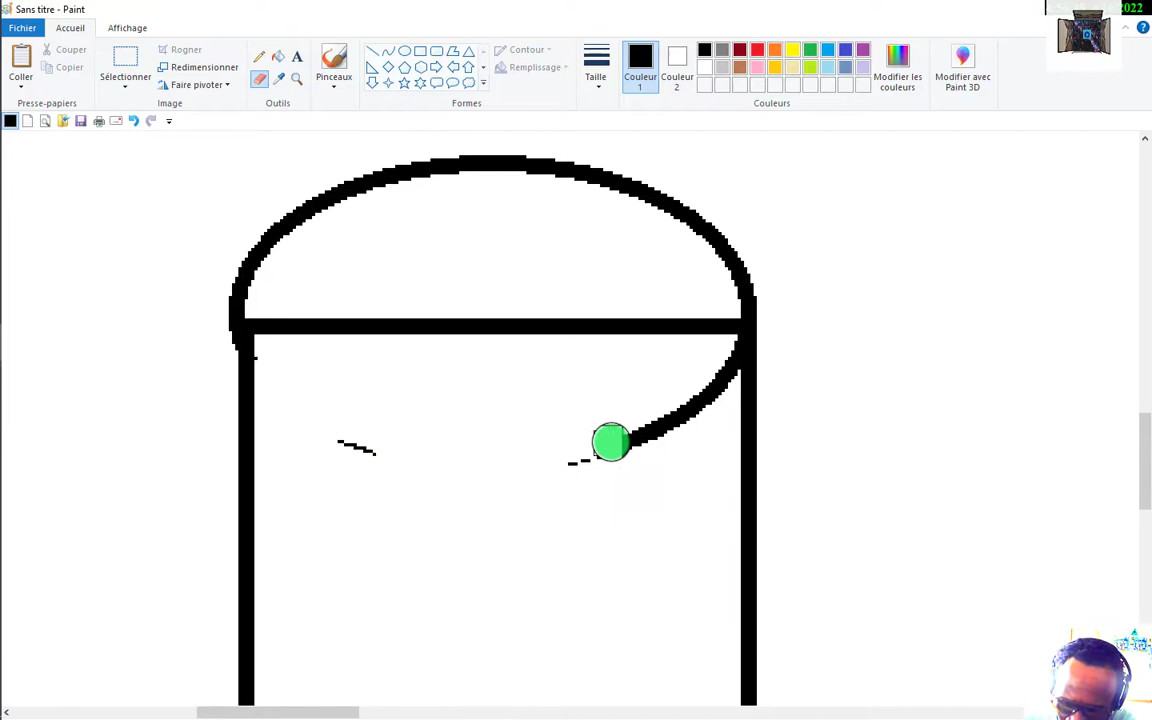 Sans titre - Paint
2022
Fichier
Accueil
Affichage
Coller
Couper
Copier
Presse-papiers
Sélectionner
Rogner
Redimensionner
Faire pivoter
Image
Outils
Pinceaux
Formes
Contour
Remplissage
Taille
Couleur
1
Couleur
2
Couleurs
Modifier les
couleurs
Modifier avec
Paint 3D